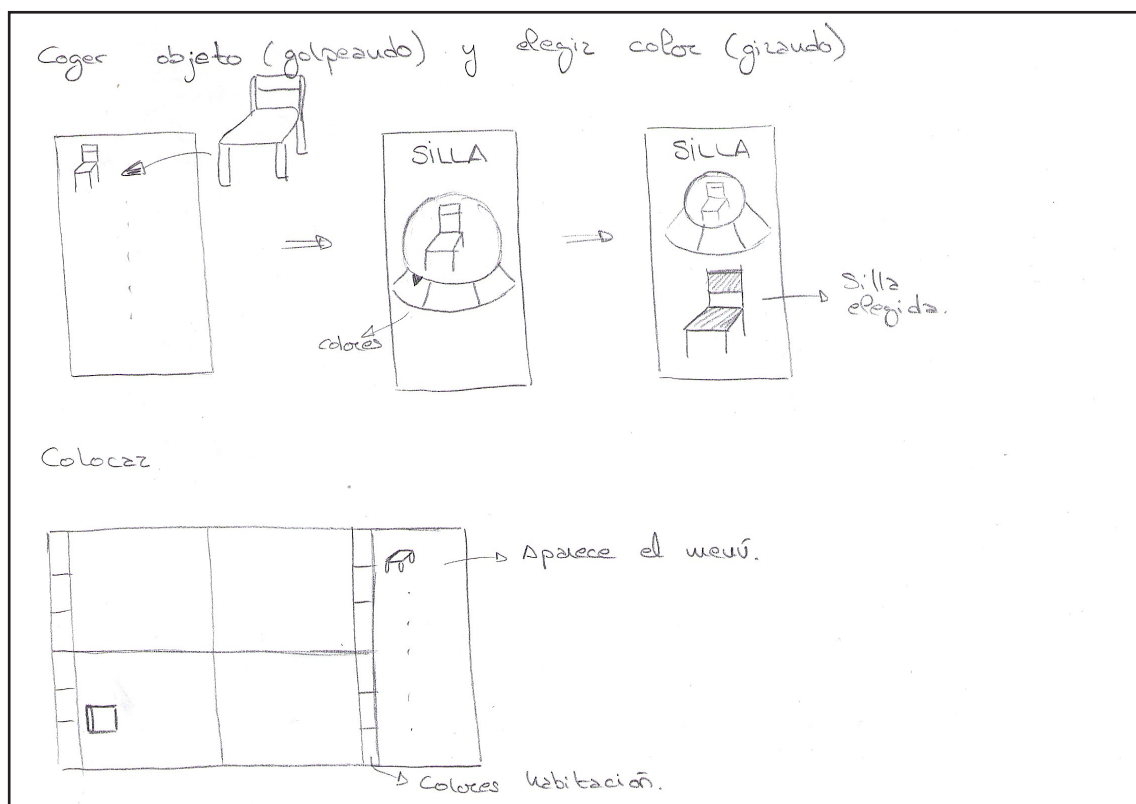 Coger objeto (golpeando) y elegir color (girando)
SILLA
SILLA
colores
Silla
elegida.
Colocar
Aparece el menú.
Colores habitación.